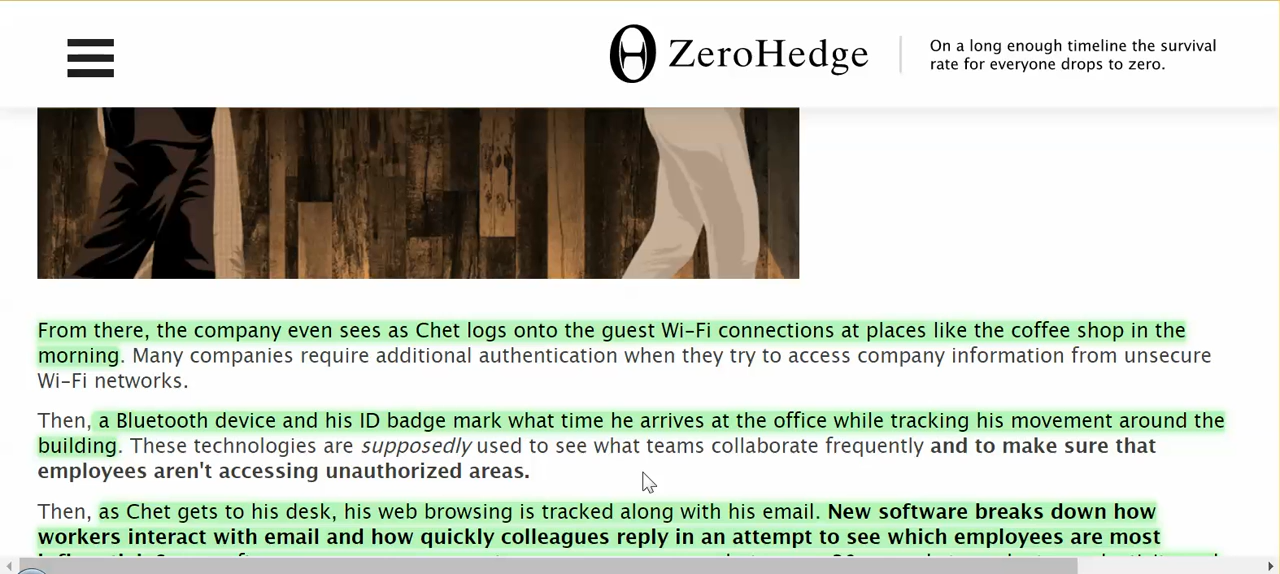 ZeroHedge
On a long enough timeline the survival
rate for everyone drops to zero.
From there, the company even sees as Chet logs onto the guest Wi-Fi connections at places like the coffee shop in the
morning. Many companies require additional authentication when they try to access company information from unsecure
Wi-Fi networks.
Then, a Bluetooth device and his ID badge mark what time he arrives at the office while tracking his movement around the
building. These technologies are supposedly used to see what teams collaborate frequently and to make sure that
employees aren't accessing unauthorized areas.
Then, as Chet gets to his desk, his web browsing is tracked along with his email. New software breaks down how
workers interact with email and how quickly colleagues reply in an attempt to see which employees are most